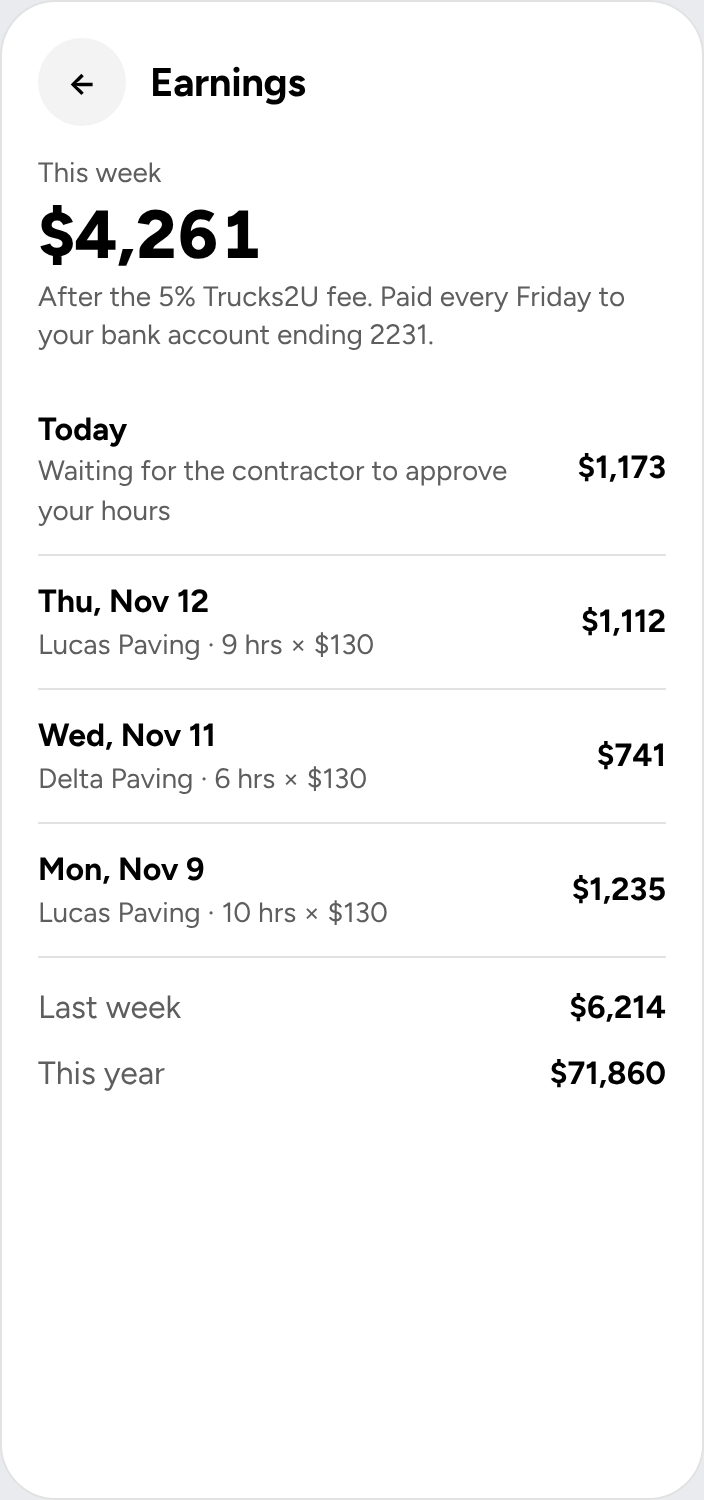 Earnings
This week
$4,261
After the 5% Trucks2U fee. Paid every Friday to
your bank account ending 2231.
Today
Waiting for the contractor to approve
your hours
$1,173
Thu, Nov 12
Lucas Paving · 9 hrs × $130
$1,112
Wed, Nov 11
Delta Paving · 6 hrs × $130
$741
Mon, Nov 9
Lucas Paving · 10 hrs × $130
$1,235
Last week $6,214
This year $71,860